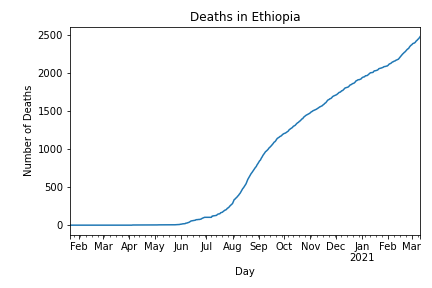 Deaths in Ethiopia
Number of Deaths
2500
2000
1500
1000
500
0
Feb Mar Apr May Jun Jul Aug Sep Oct Nov Dec Jan Feb Mar
2021
Day